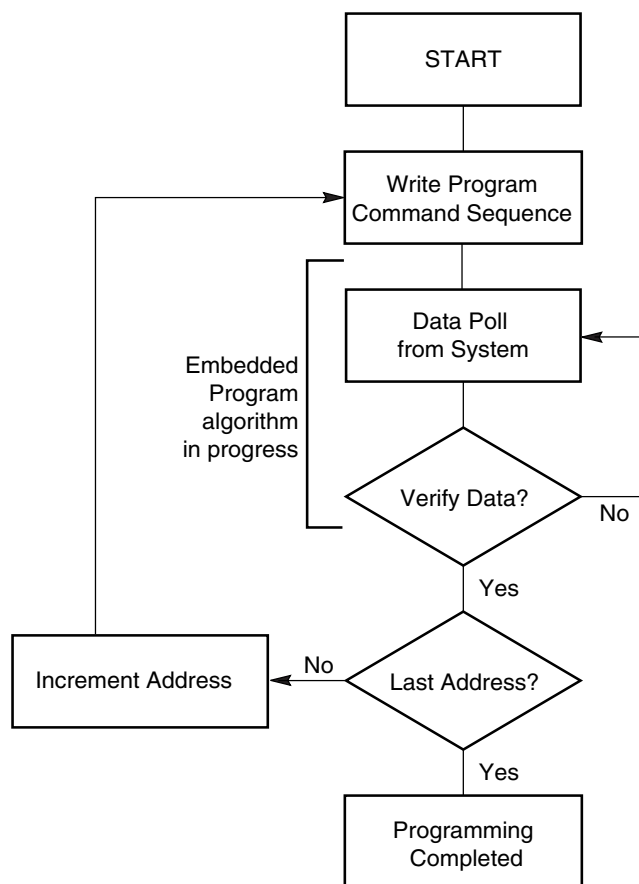 START
Write Program
Command Sequence
Data Poll
from System
Embedded
Program
algorithm
in progress
Verify Data?
No
Yes
Increment Address
No
Last Address?
Yes
Programming
Completed